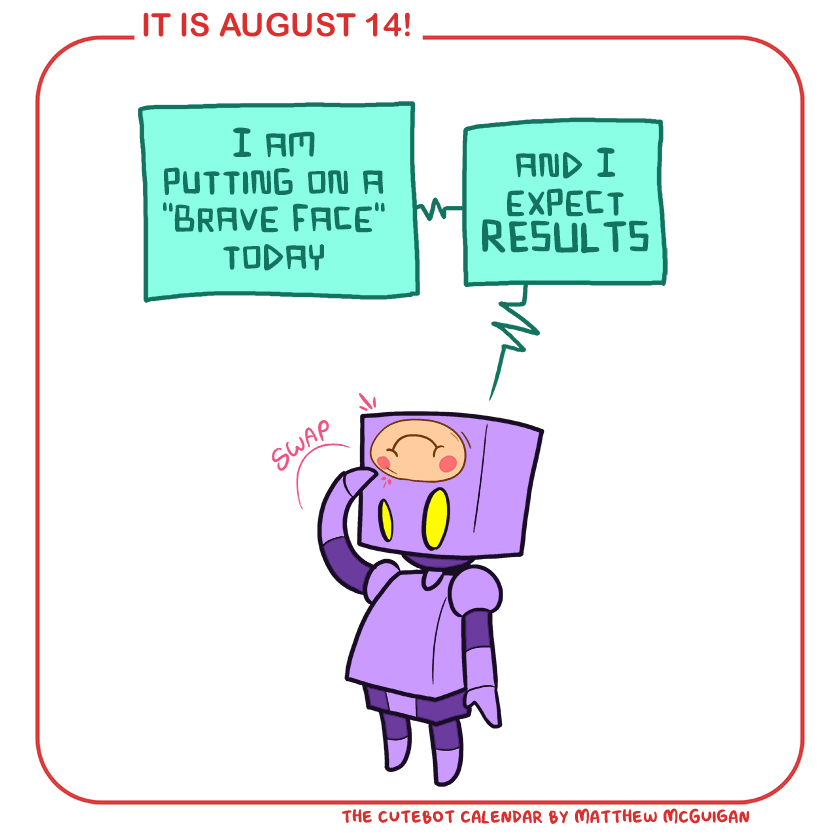 IT IS AUGUST 14!
I AM
PUTTING ON A
"BRAVE FACE"
TODAY
AND I
EXPECT
RESULTS
SWAP
THE CUTEBOT CALENDAR BY MATTHEW MCGUIGAN